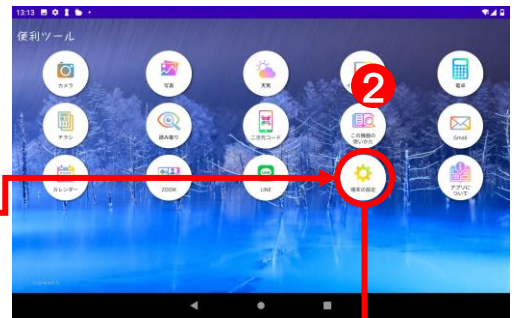 13:13
便利ツール
2
カメラ
写真
天気
電卓
チラシ
読み取り
二次元コード
この機器の
使いかた
Gmail
カレンダー
ZOOM
LINE
端末の設定
アプリに
ついて